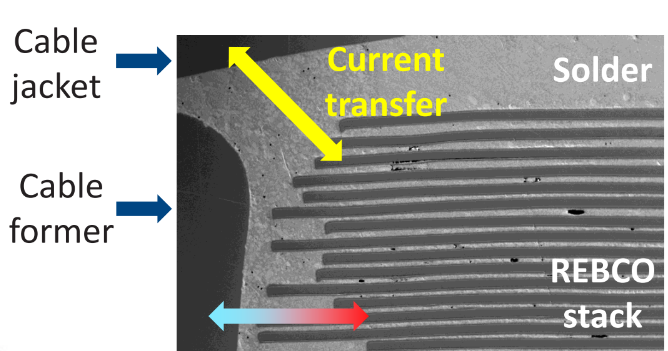 Cable
jacket
Current
transfer
Solder
Cable
former
REBCO
stack